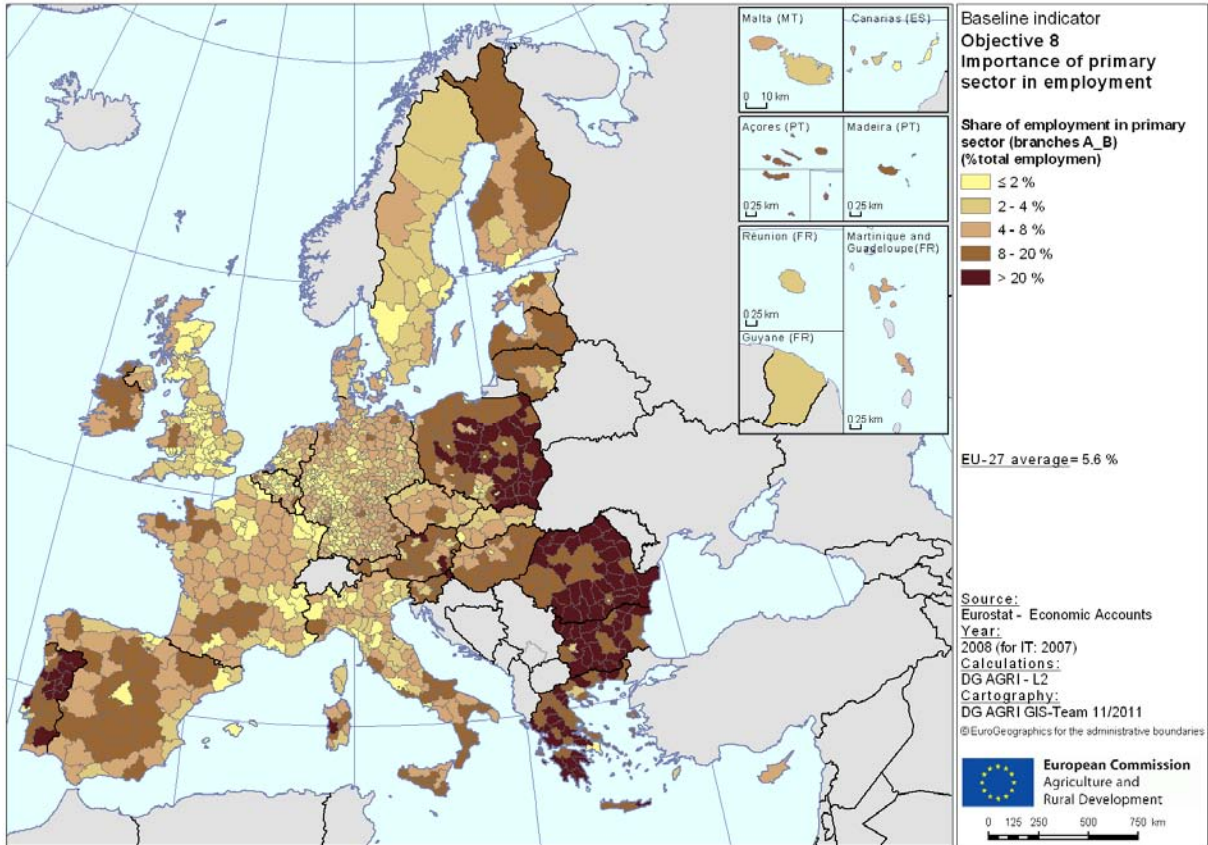 Malta (MT)
Canarias (ES)
0 10 km
Açores (PT)
Madeira (PT)
0 25 km
0 25 km
Réunion (FR)
Martinique and
Guadeloupe(FR)
0 25 km
Guyane (FR)
0 25 km
Baseline indicator
Objective 8
Importance of primary
sector in employment
Share of employment in primary
sector (branches A_B)
(%total employmen)
≤ 2 %
2 - 4 %
4 - 8 %
8 - 20 %
> 20 %
EU-27 average= 5.6 %
Source:
Eurostat - Economic Accounts
Year:
2008 (for IT: 2007)
Calculations:
DG AGRI - L2
Cartography:
DG AGRI GIS-Team 11/2011
© EuroGeographics for the administrative boundaries
European Commission
Agriculture and
Rural Development
0 125 250 500 750 km